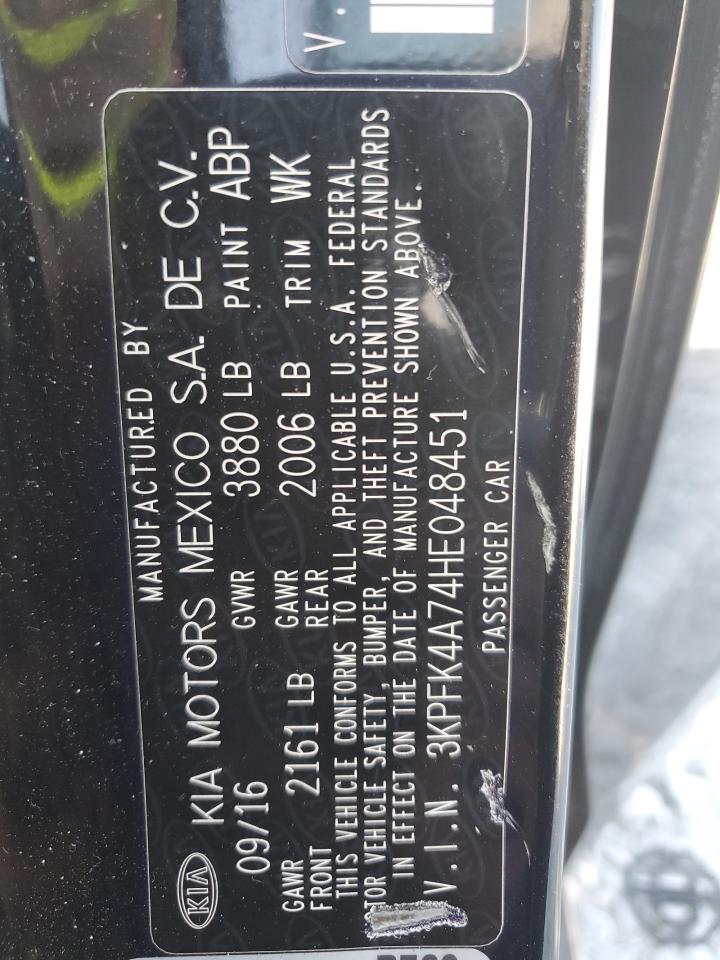 MANUFACTURED BY
KIA KIA MOTORS MEXICO S.A. DE C.V.
09/16 GVWR 3880 LB PAINT ABP
GAWR FRONT 2161 LB GAWR REAR 2006 LB TRIM WK
THIS VEHICLE CONFORMS TO ALL APPLICABLE U.S.A. FEDERAL
TOR VEHICLE SAFETY, BUMPER, AND THEFT PREVENTION STANDARDS
IN EFFECT ON THE DATE OF MANUFACTURE SHOWN ABOVE.
V.I.N. 3KPFK4A74HE048451
PASSENGER CAR
V.